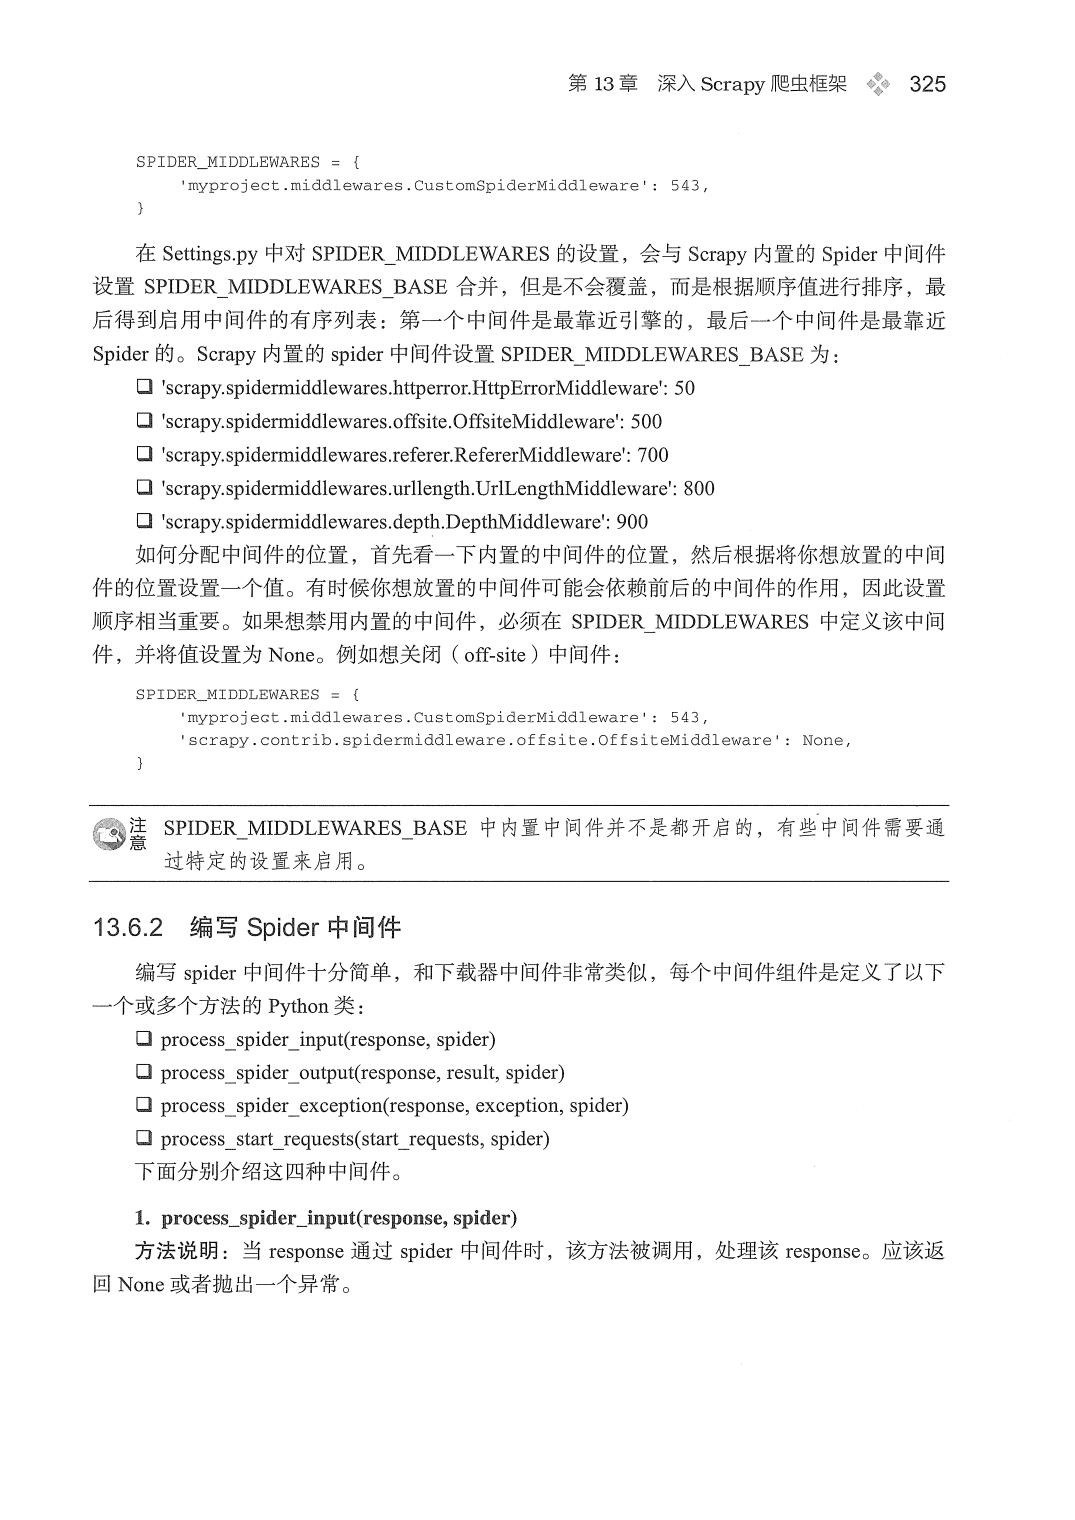 第 13 章 深入 Scrapy 爬虫框架 325
SPIDER_MIDDLEWARES = {
'myproject.middlewares.CustomSpiderMiddleware': 543,
}
在 Settings.py 中对 SPIDER_MIDDLEWARES 的设置，会与 Scrapy 内置的 Spider 中间件
设置 SPIDER_MIDDLEWARES_BASE 合并，但是不会覆盖，而是根据顺序值进行排序，最
后得到启用中间件的有序列表：第一个中间件是最靠近引擎的，最后一个中间件是最靠近
Spider 的。Scrapy 内置的 spider 中间件设置 SPIDER_MIDDLEWARES_BASE 为：
❑ 'scrapy.spidermiddlewares.httperror.HttpErrorMiddleware': 50
❑ 'scrapy.spidermiddlewares.offsite.OffsiteMiddleware': 500
❑ 'scrapy.spidermiddlewares.referer.RefererMiddleware': 700
❑ 'scrapy.spidermiddlewares.urllength.UrlLengthMiddleware': 800
❑ 'scrapy.spidermiddlewares.depth.DepthMiddleware': 900
如何分配中间件的位置，首先看一下内置的中间件的位置，然后根据将你想放置的中间
件的位置设置一个值。有时候你想放置的中间件可能会依赖前后的中间件的作用，因此设置
顺序相当重要。如果想禁用内置的中间件，必须在 SPIDER_MIDDLEWARES 中定义该中间
件，并将值设置为 None。例如想关闭（off-site）中间件：
SPIDER_MIDDLEWARES = {
'myproject.middlewares.CustomSpiderMiddleware': 543,
'scrapy.contrib.spidermiddleware.offsite.OffsiteMiddleware': None,
}
注意 SPIDER_MIDDLEWARES_BASE 中内置中间件并不是都开启的，有些中间件需要通
过特定的设置来启用。
13.6.2 编写 Spider 中间件
编写 spider 中间件十分简单，和下载器中间件非常类似，每个中间件组件是定义了以下
一个或多个方法的 Python 类：
❑ process_spider_input(response, spider)
❑ process_spider_output(response, result, spider)
❑ process_spider_exception(response, exception, spider)
❑ process_start_requests(start_requests, spider)
下面分别介绍这四种中间件。
1. process_spider_input(response, spider)
方法说明：当 response 通过 spider 中间件时，该方法被调用，处理该 response。应该返
回 None 或者抛出一个异常。